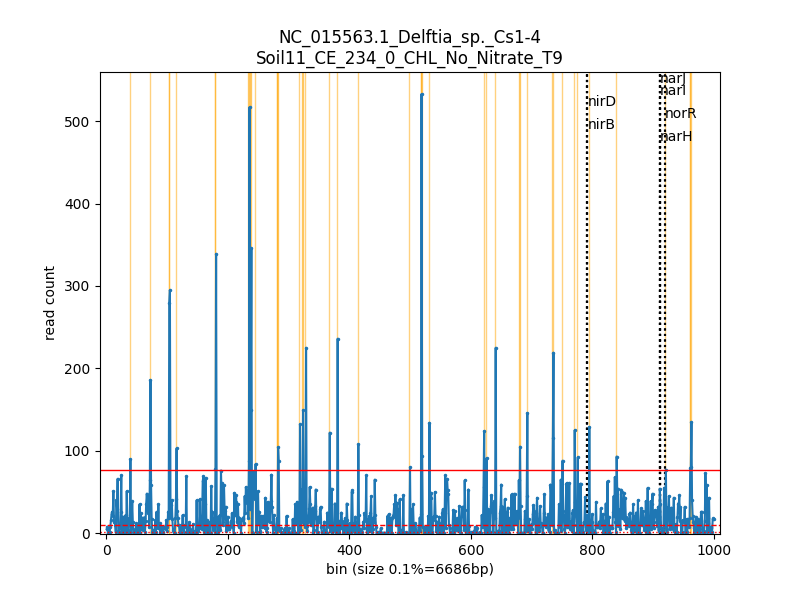 NC_015563.1_Delftia_sp._Cs1-4
Soil11_CE_234_0_CHL_No_Nitrate_T9
read count
500
400
300
200
100
0
narJ
narI
nirD
norR
nirB
narH
0
200
400
600
800
1000
bin (size 0.1%=6686bp)